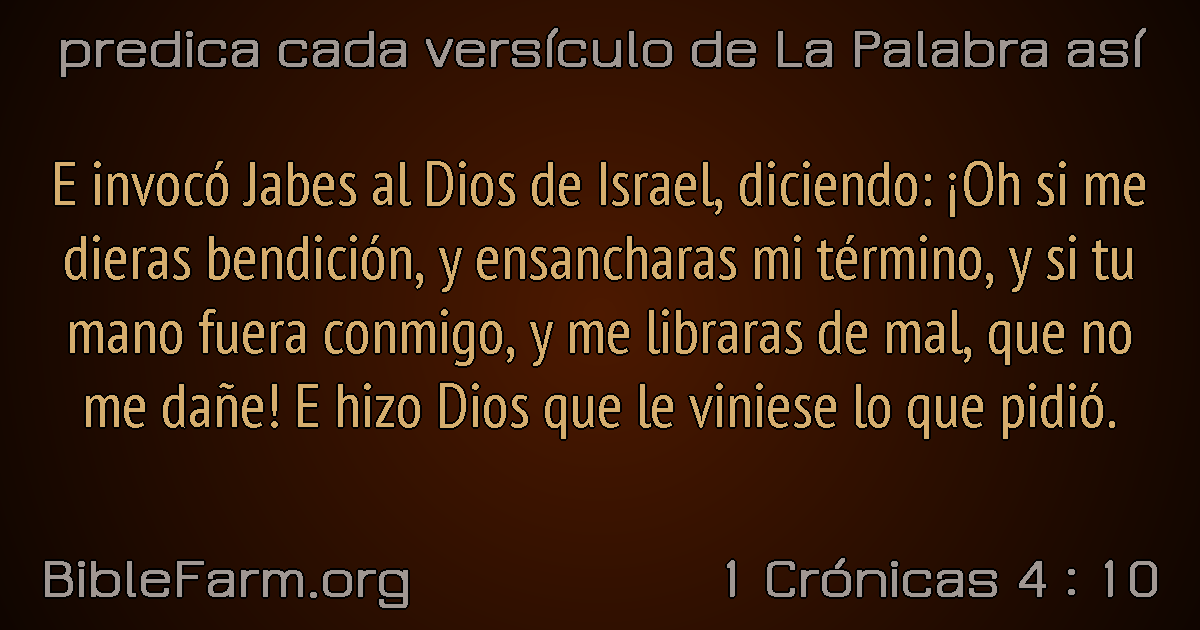 predica cada versículo de La Palabra así
E invocó Jabes al Dios de Israel, diciendo: ¡Oh si me
dieras bendición, y ensancharas mi término, y si tu
mano fuera conmigo, y me libraras de mal, que no
me dañe! E hizo Dios que le viniese lo que pidió.
BibleFarm.org
1 Crónicas 4 : 10